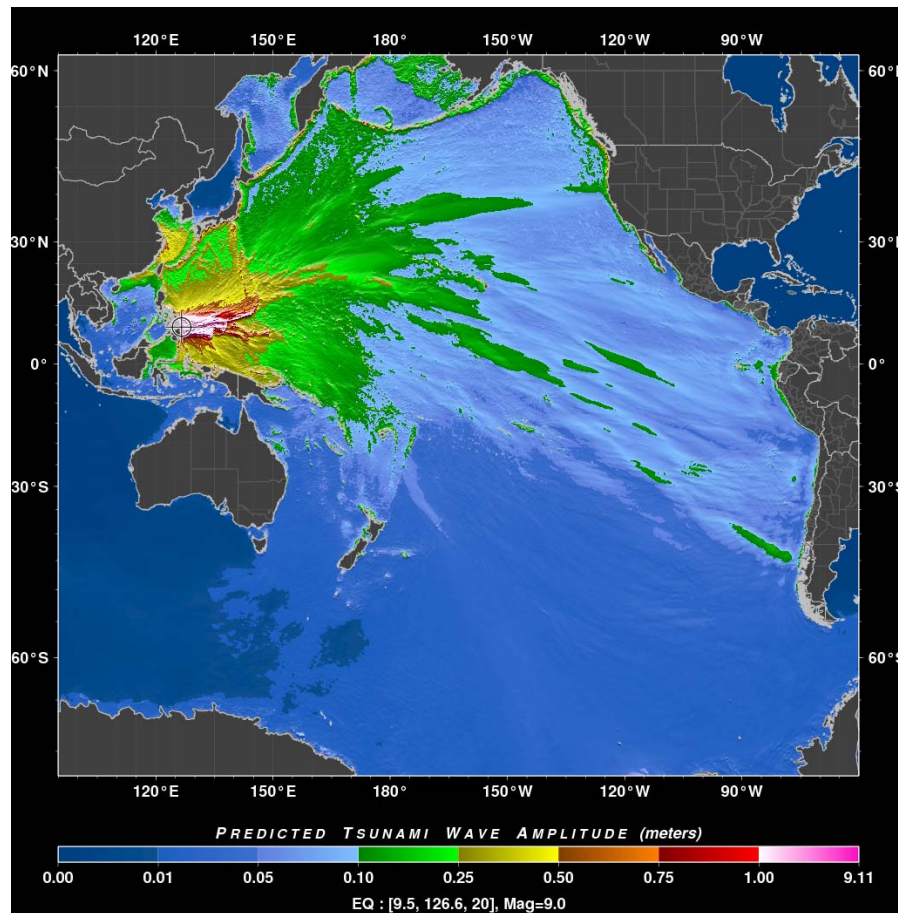 120°E 150°E 180° 150°W 120°W 90°W
60°N 60°N
30°N 30°N
0° 0°
30°S 30°S
60°S 60°S
120°E 150°E 180° 150°W 120°W 90°W
PREDICTED TSUNAMI WAVE AMPLITUDE (meters)
0.00 0.01 0.05 0.10 0.25 0.50 0.75 1.00 9.11
EQ : [9.5, 126.6, 20], Mag=9.0